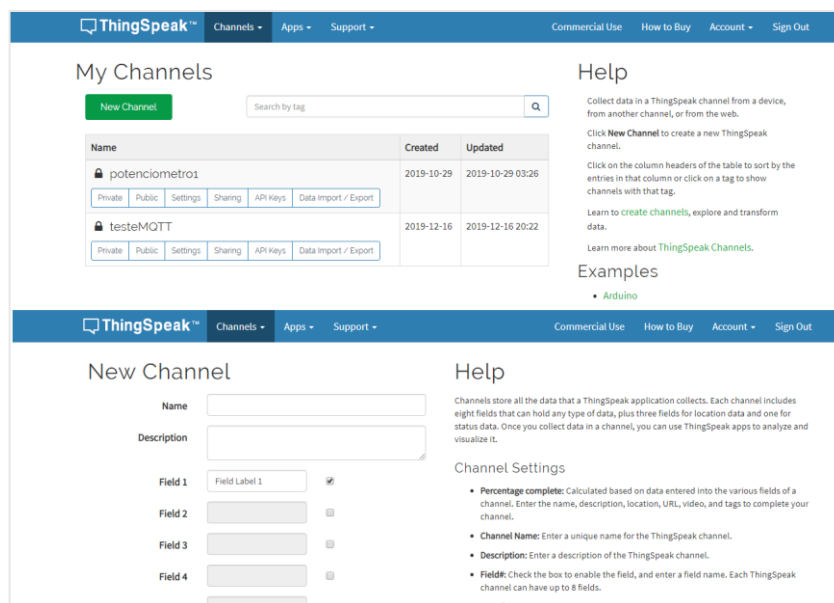 ThingSpeak™ Channels Apps Support Commercial Use How to Buy Account Sign Out
My Channels
New Channel
Search by tag
Name Created Updated
potenciometro1 2019-10-29 2019-10-29 03:26
Private Public Settings Sharing API Keys Data Import / Export
testeMQTT 2019-12-16 2019-12-16 20:22
Private Public Settings Sharing API Keys Data Import / Export
Help
Collect data in a ThingSpeak channel from a device,
from another channel, or from the web.
Click New Channel to create a new ThingSpeak
channel.
Click on the column headers of the table to sort by the
entries in that column or click on a tag to show
channels with that tag.
Learn to create channels, explore and transform
data.
Learn more about ThingSpeak Channels.
Examples
• Arduino
ThingSpeak™ Channels Apps Support Commercial Use How to Buy Account Sign Out
New Channel
Name
Description
Field 1 Field Label 1
Field 2
Field 3
Field 4
Help
Channels store all the data that a ThingSpeak application collects. Each channel includes
eight fields that can hold any type of data, plus three fields for location data and one for
status data. Once you collect data in a channel, you can use ThingSpeak apps to analyze and
visualize it.
Channel Settings
• Percentage complete: Calculated based on data entered into the various fields of a
channel. Enter the name, description, location, URL, video, and tags to complete your
channel.
• Channel Name: Enter a unique name for the ThingSpeak channel.
• Description: Enter a description of the ThingSpeak channel.
• Field#: Check the box to enable the field, and enter a field name. Each ThingSpeak
channel can have up to 8 fields.